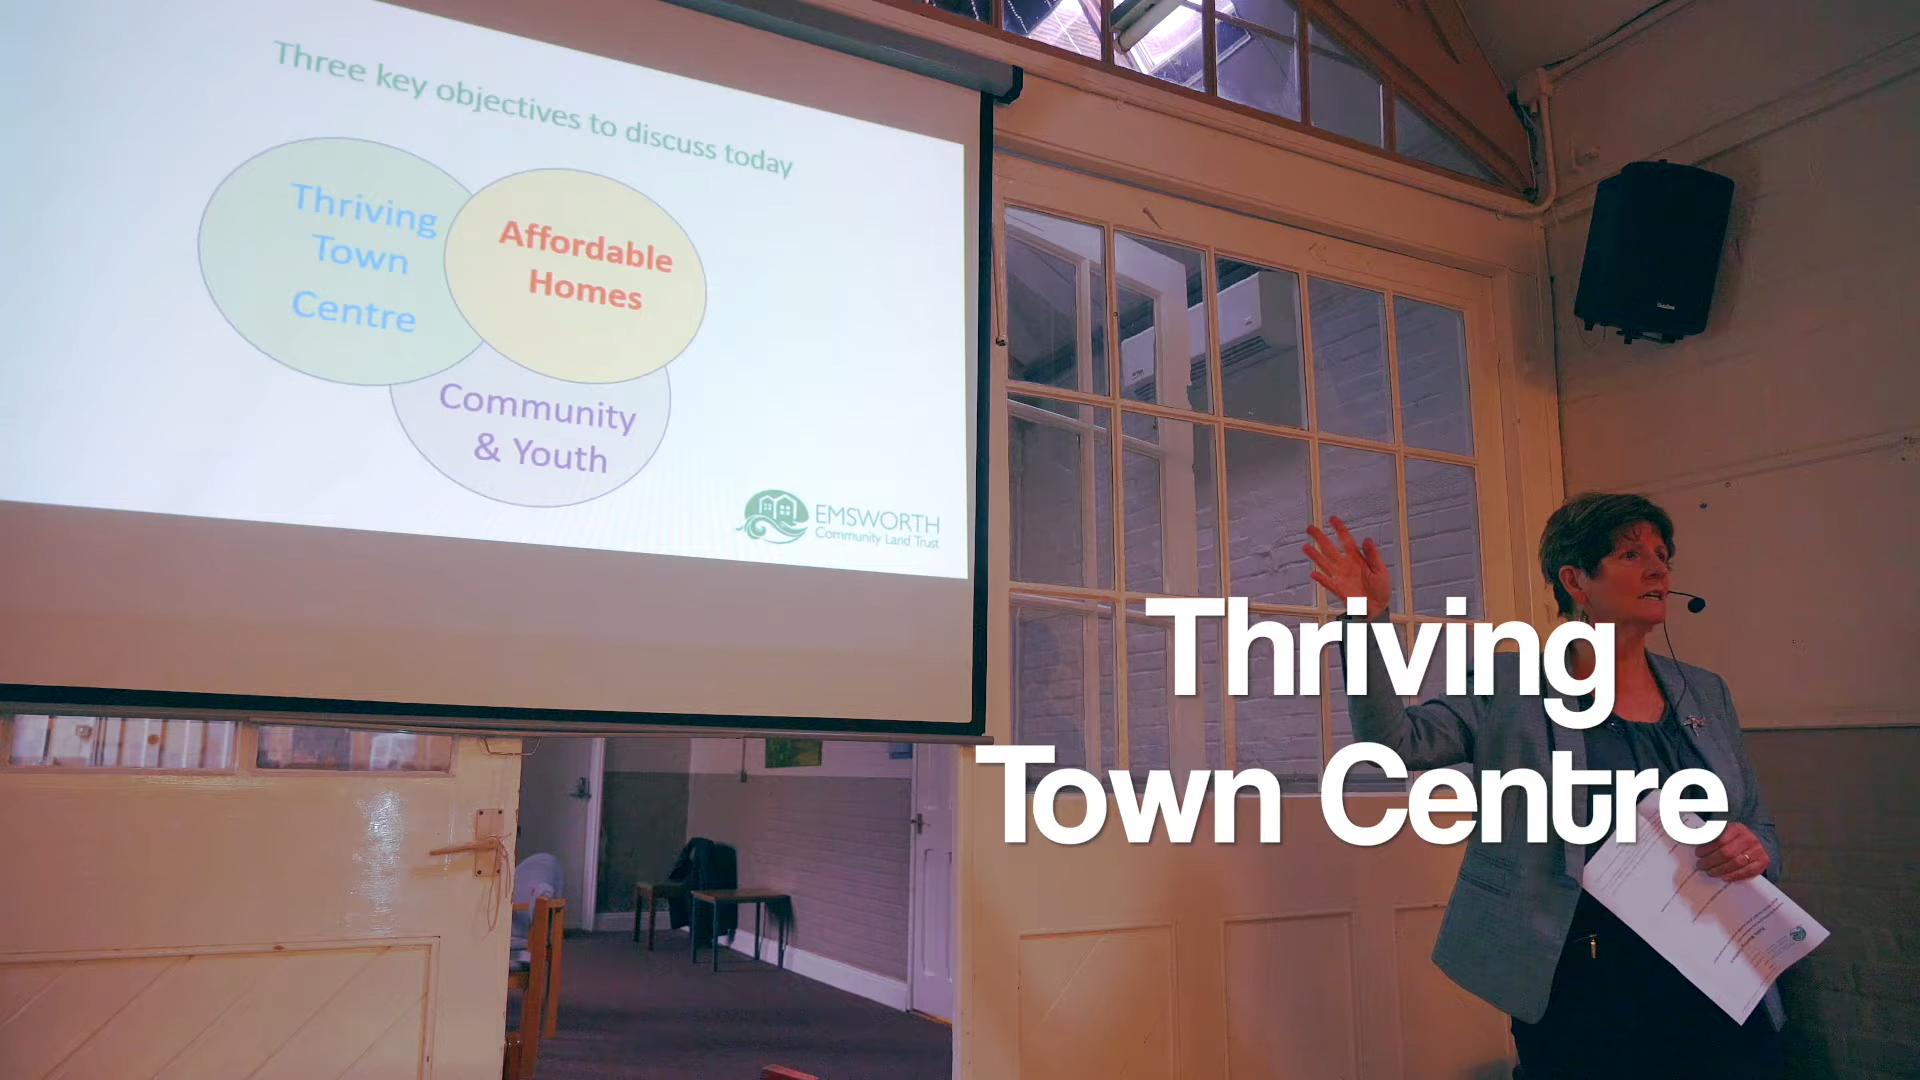 Three key objectives to discuss today
Thriving
Town
Centre
Affordable
Homes
Community
& Youth
EMSWORTH
Community Land Trust
Thriving
Town Centre